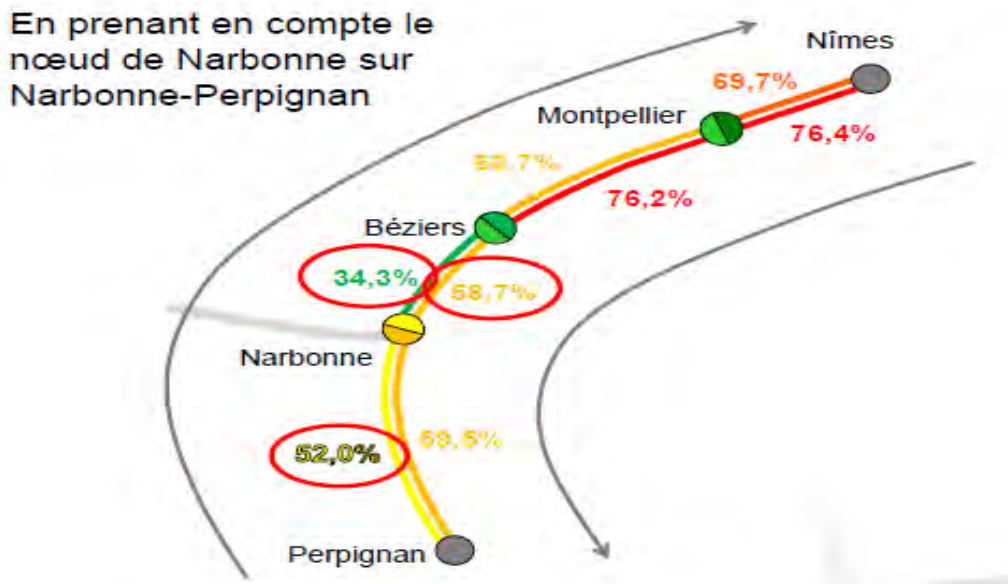 En prenant en compte le
nœud de Narbonne sur
Narbonne-Perpignan
Nîmes
69,7%
Montpellier
76,4%
76,2%
Béziers
34,3%
58,7%
Narbonne
52,0%
Perpignan